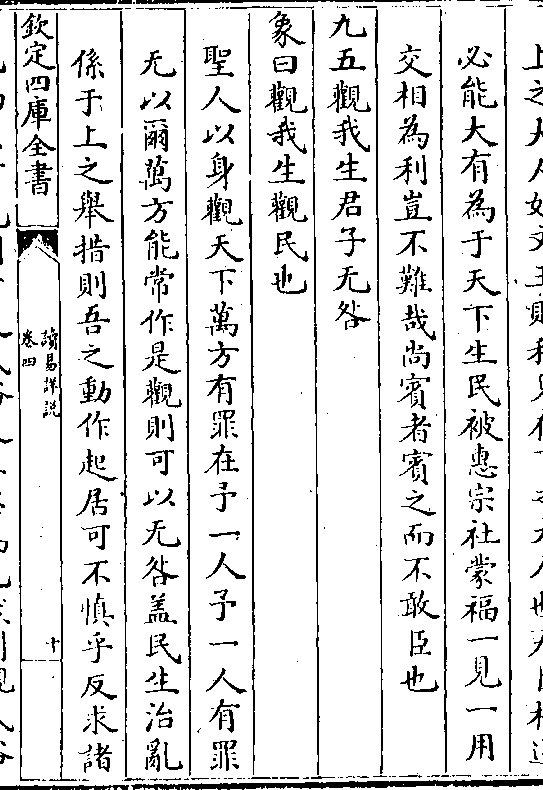 必能大有為于天下生民被惠宗社蒙福一見一用
交相為利豈不難哉尚賓者賓之而不敢臣也
九五觀我生君子无咎
象曰觀我生觀民也
聖人以身觀天下萬方有罪在予一人予一人有罪
无以爾萬方能常作是觀則可以无咎蓋民生治亂
係于上之舉措則吾之動作起居可不慎乎反求諸
欽定四庫全書
讀易詳說
卷四
十